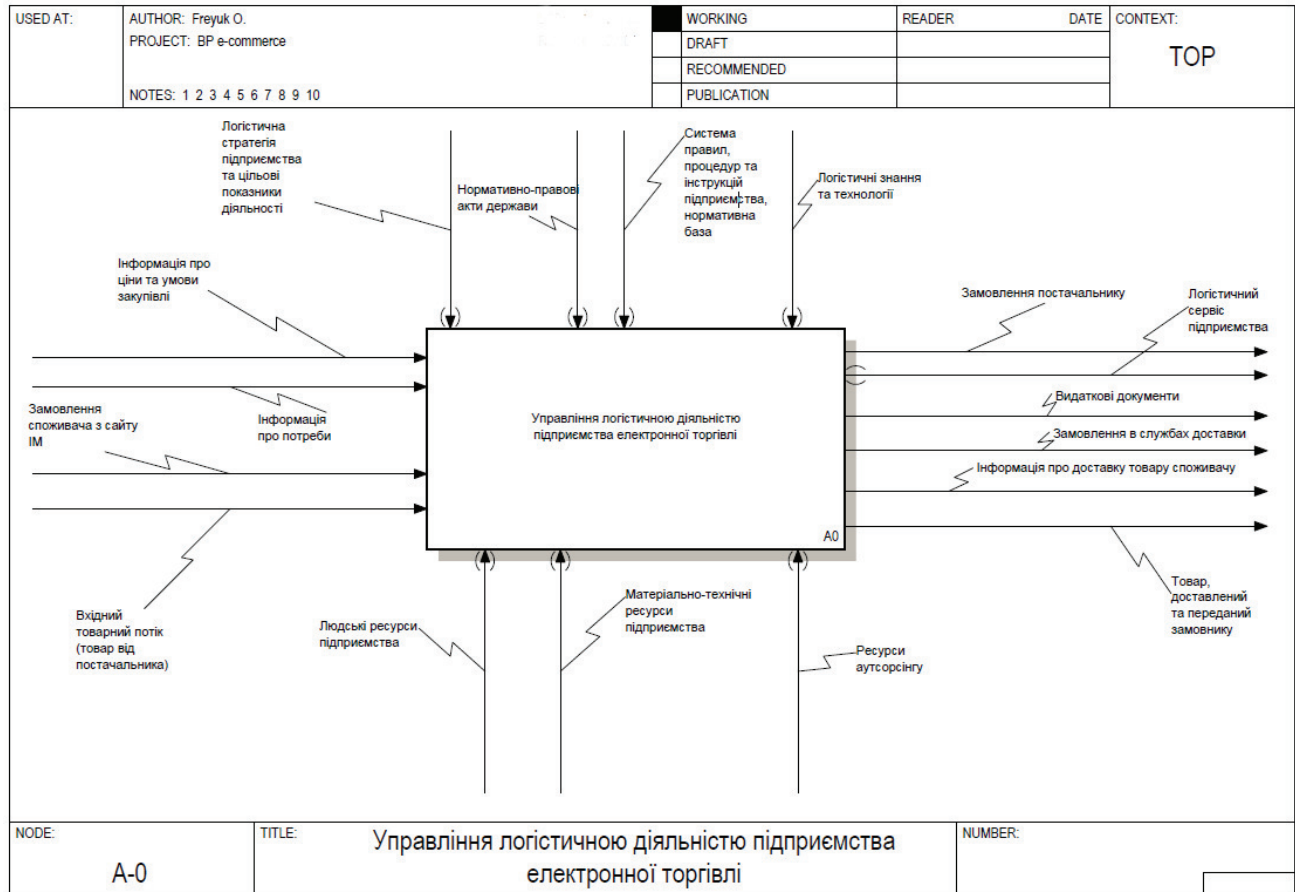 USED AT:
AUTHOR: Freyuk O.
PROJECT: BP e-commerce
NOTES: 1 2 3 4 5 6 7 8 9 10
WORKING
DRAFT
RECOMMENDED
PUBLICATION
READER DATE
CONTEXT:
TOP
Логістична
стратегія
підприємства
та цільові
показники
діяльності
Нормативно-правові
акти держави
Система
правил,
процедур та
інструкцій
підприємства,
нормативна
база
Логістичні знання
та технології
Інформація про
ціни та умови
закупівлі
Інформація
про потреби
Замовлення
споживача з сайту
ІМ
Вхідний
товарний потік
(товар від
постачальника)
Управління логістичною діяльністю
підприємства електронної торгівлі
A0
Замовлення постачальнику
Логістичний
сервіс
підприємства
Видаткові документи
Замовлення в службах доставки
Інформація про доставку товару споживачу
Товар,
доставлений
та переданий
замовнику
Людські ресурси
підприємства
Матеріально-технічні
ресурси
підприємства
Ресурси
аутсорсінгу
NODE:
A-0
TITLE:
Управління логістичною діяльністю підприємства
електронної торгівлі
NUMBER: